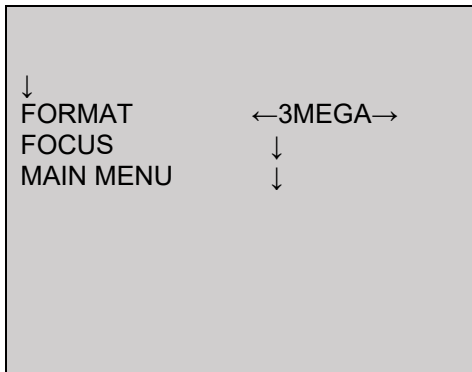 ↓
FORMAT ←3MEGA→
FOCUS ↓
MAIN MENU ↓